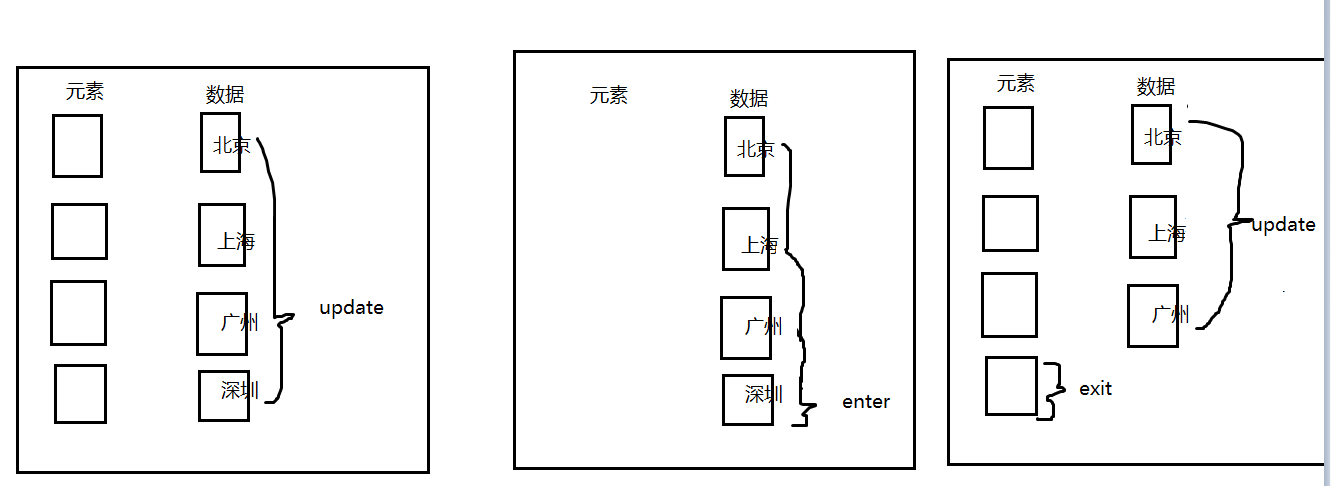 元素 数据
北京
上海
广州
深圳
update
元素 数据
北京
上海
广州
深圳
enter
元素 数据
北京
上海
广州
update
exit